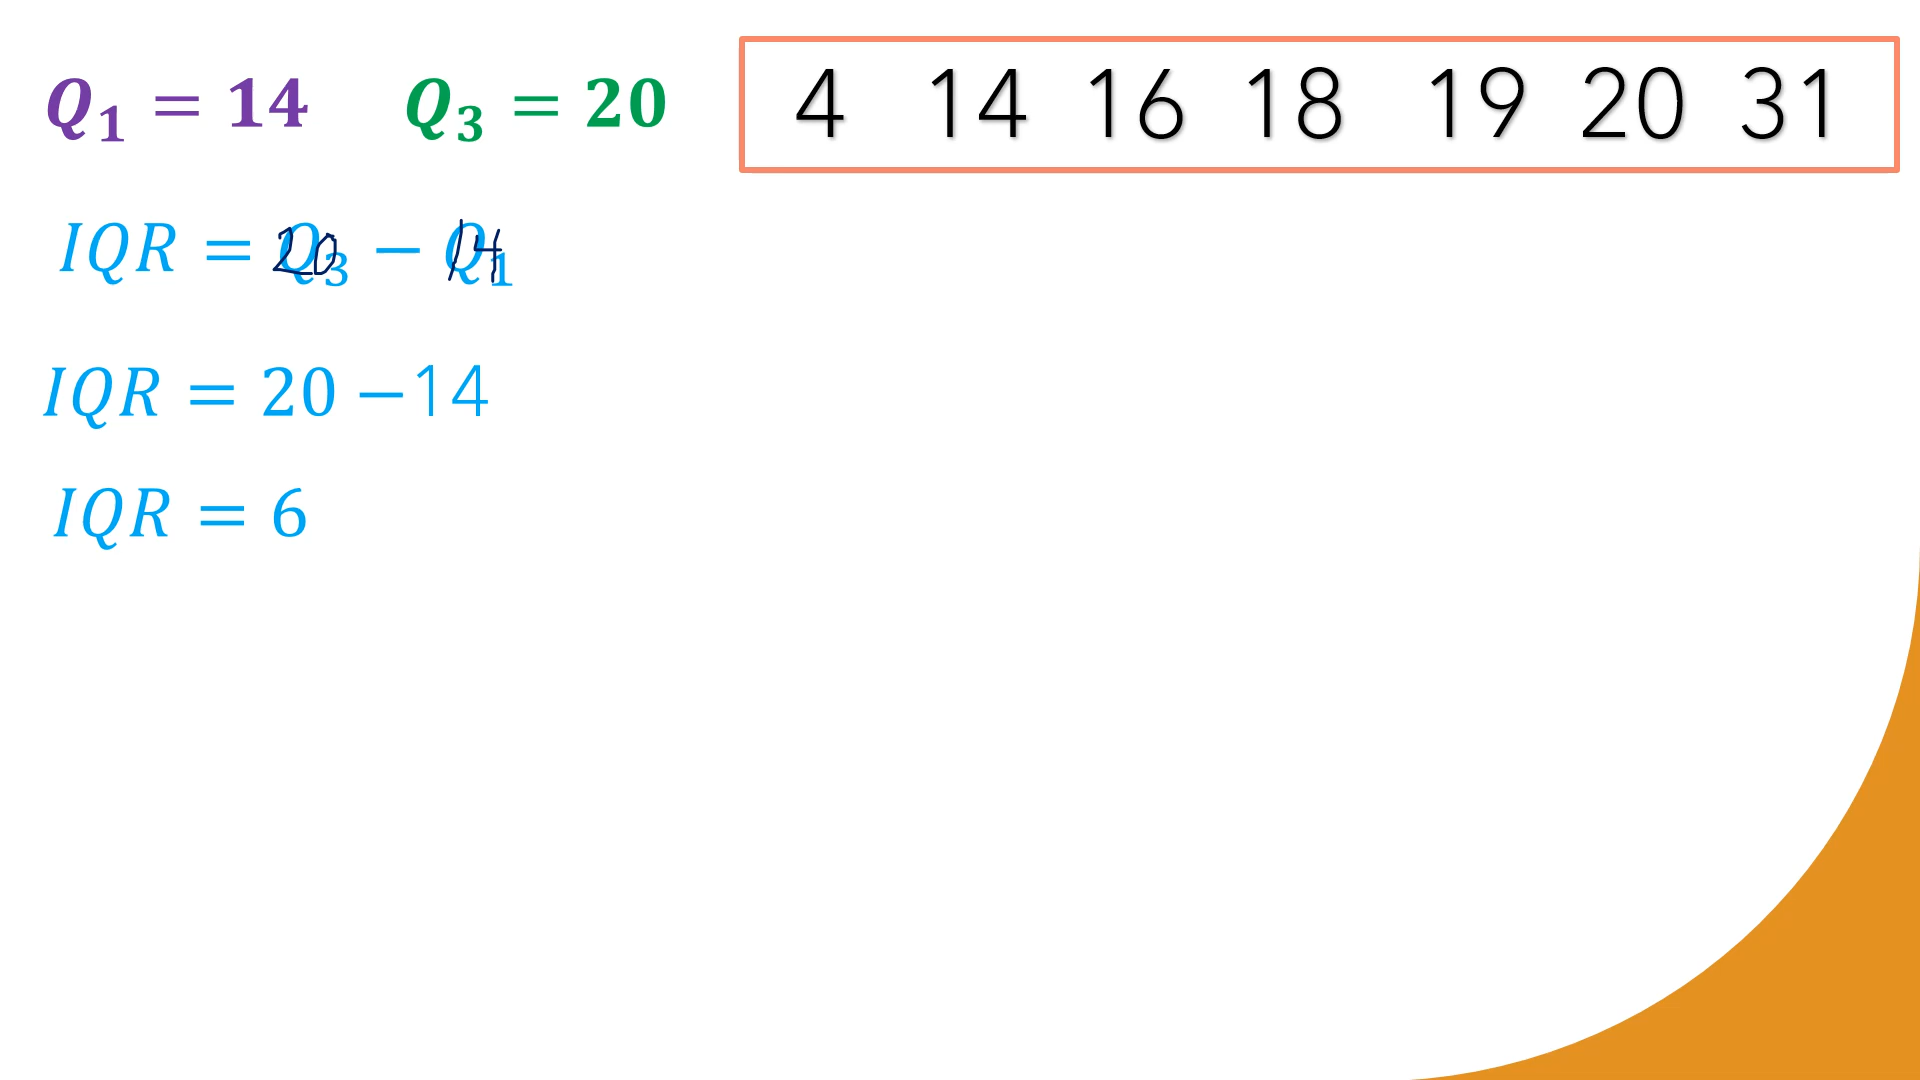 Q₁ = 14 Q₃ = 20
4 14 16 18 19 20 31
IQR = Q₃ − Q₁
20 14
IQR = 20 −14
IQR = 6